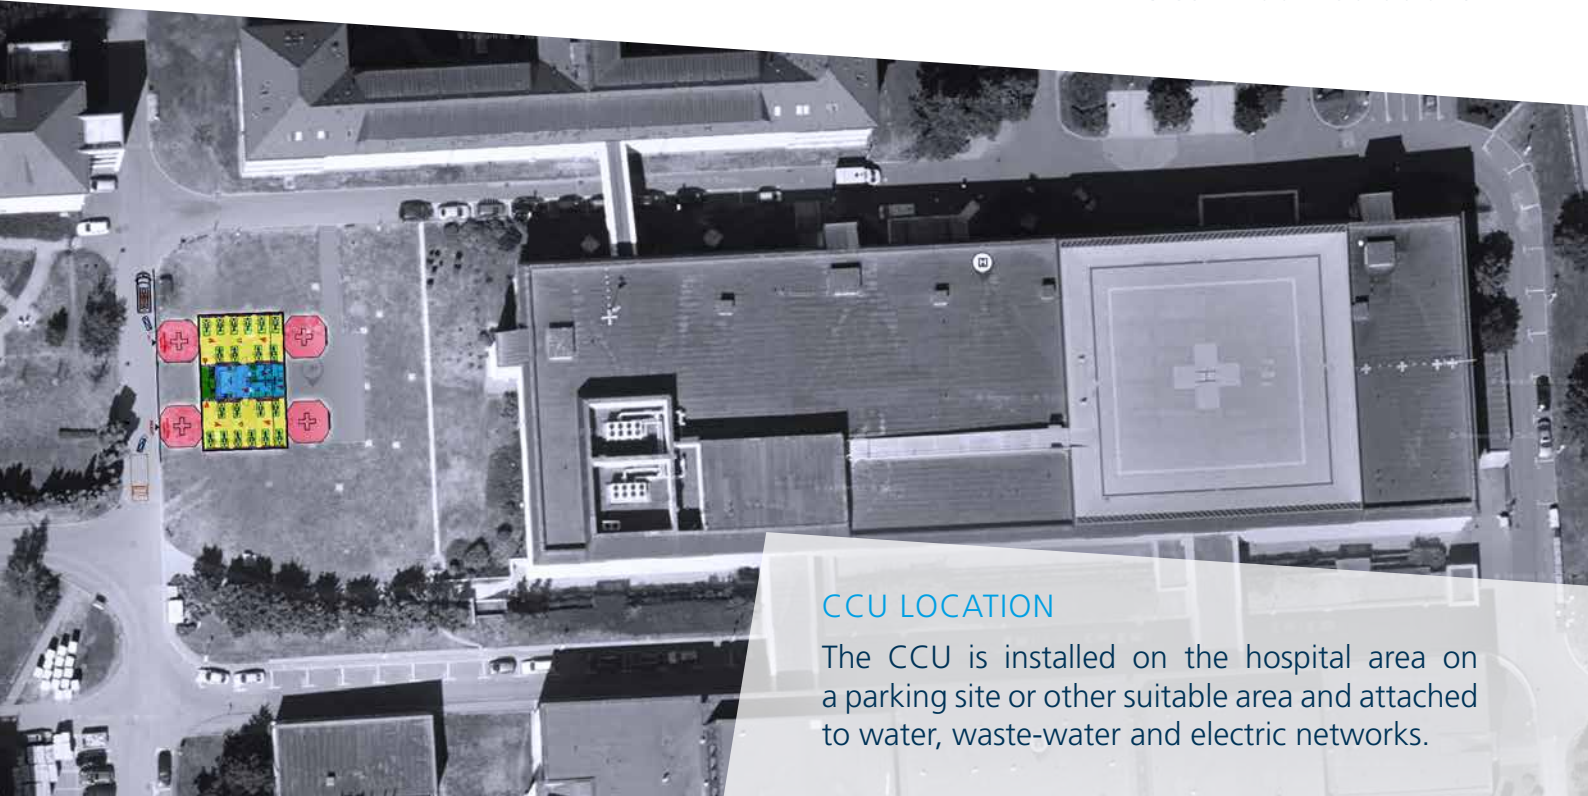 CCU LOCATION
The CCU is installed on the hospital area on
a parking site or other suitable area and attached
to water, waste-water and electric networks.